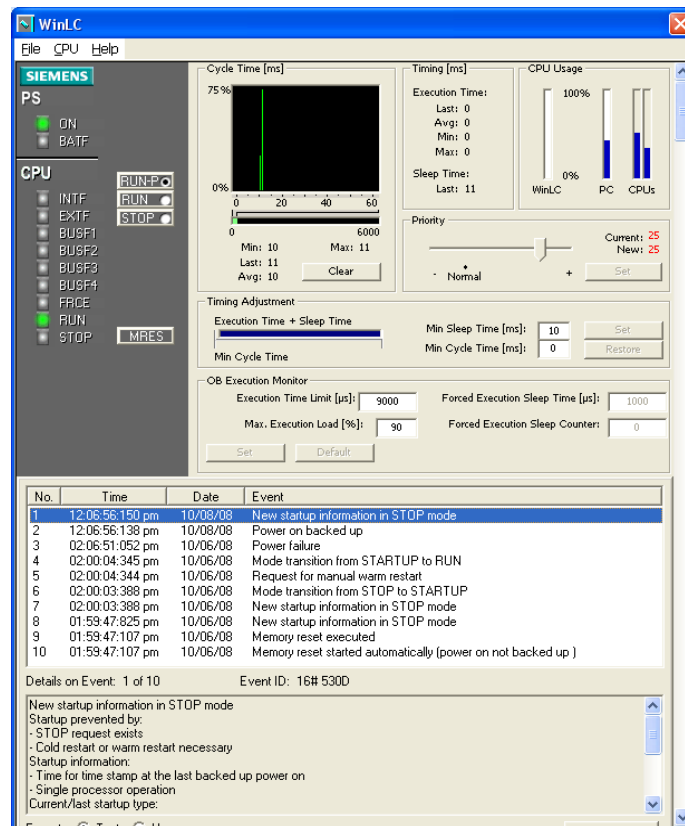 WinLC
File CPU Help
SIEMENS
PS
ON
BATF
CPU
RUN-P
RUN
STOP
INTF
EXTF
BUSF1
BUSF2
BUSF3
BUSF4
FRCE
RUN
STOP
MRES
Cycle Time [ms]
75%
0%
0 20 40 60
0 6000
Min: 10 Max: 11
Last: 11
Avg: 10
Clear
Timing [ms]
Execution Time:
Last: 0
Avg: 0
Min: 0
Max: 0
Sleep Time:
Last: 11
CPU Usage
100%
0%
WinLC PC CPUs
Priority
Current: 25
New: 25
- Normal +
Set
Timing Adjustment
Execution Time + Sleep Time
Min Cycle Time
Min Sleep Time [ms]: 10 Set
Min Cycle Time [ms]: 0 Restore
OB Execution Monitor
Execution Time Limit [µs]: 9000 Forced Execution Sleep Time [µs]: 1000
Max. Execution Load [%]: 90 Forced Execution Sleep Counter: 0
Set Default
No. Time Date Event
1 12:06:56:150 pm 10/08/08 New startup information in STOP mode
2 12:06:56:138 pm 10/08/08 Power on backed up
3 02:06:51:052 pm 10/06/08 Power failure
4 02:00:04:345 pm 10/06/08 Mode transition from STARTUP to RUN
5 02:00:04:344 pm 10/06/08 Request for manual warm restart
6 02:00:03:388 pm 10/06/08 Mode transition from STOP to STARTUP
7 02:00:03:388 pm 10/06/08 New startup information in STOP mode
8 01:59:47:825 pm 10/06/08 New startup information in STOP mode
9 01:59:47:107 pm 10/06/08 Memory reset executed
10 01:59:47:107 pm 10/06/08 Memory reset started automatically (power on not backed up )
Details on Event: 1 of 10 Event ID: 16# 530D
New startup information in STOP mode
Startup prevented by:
- STOP request exists
- Cold restart or warm restart necessary
Startup information:
- Time for time stamp at the last backed up power on
- Single processor operation
Current/last startup type: